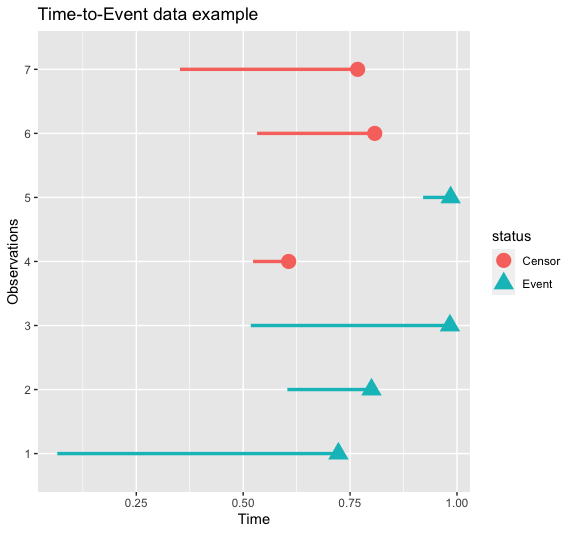 Time-to-Event data example
7
6
5
4
3
2
1
Observations
0.25 0.50 0.75 1.00
Time
status
Censor
Event